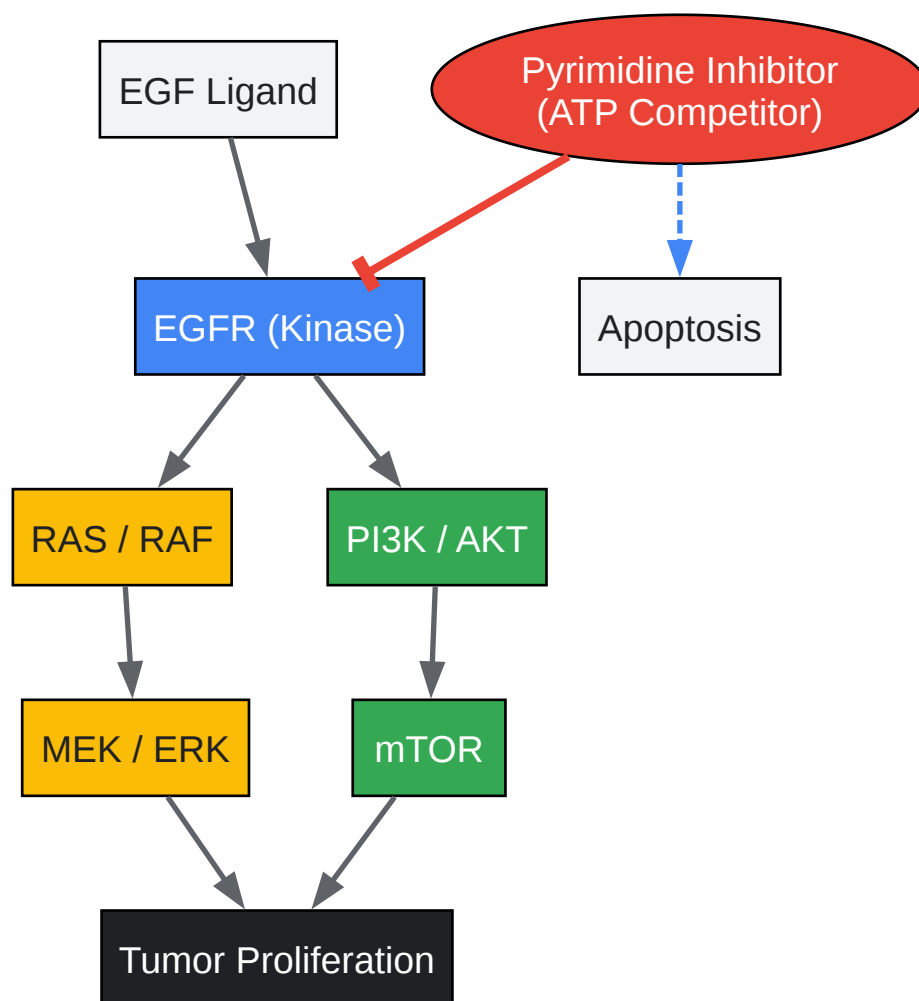 EGF Ligand
Pyrimidine Inhibitor
(ATP Competitor)
EGFR (Kinase)
Apoptosis
RAS / RAF
PI3K / AKT
MEK / ERK
mTOR
Tumor Proliferation